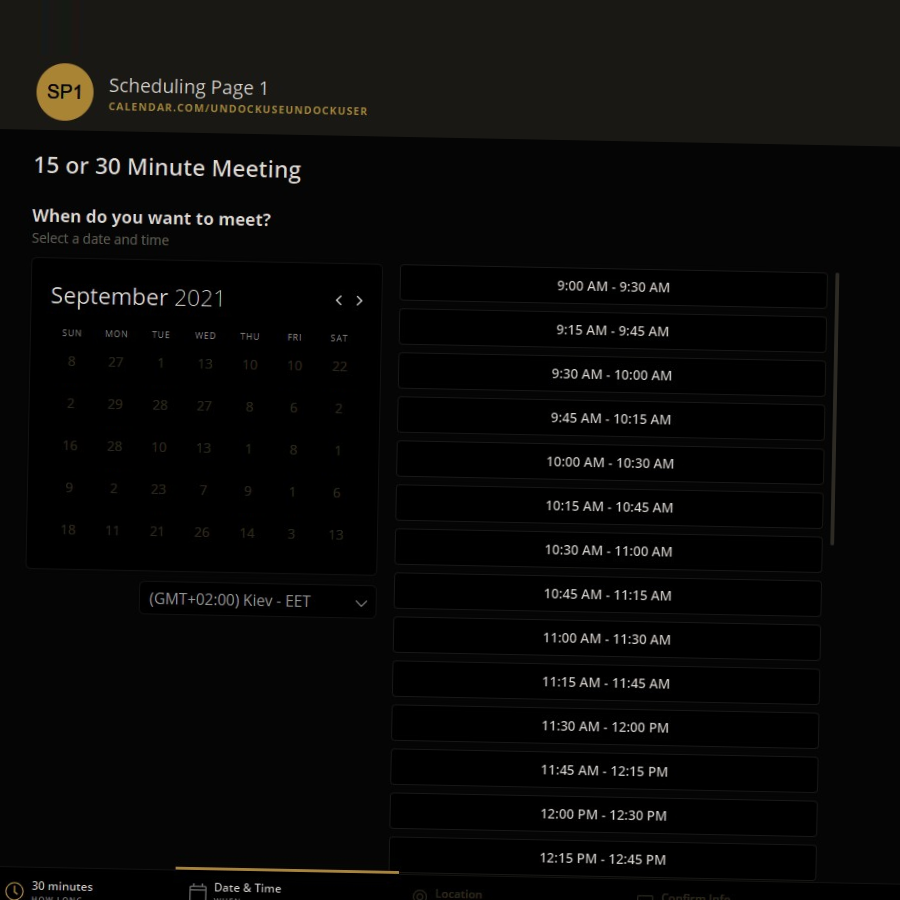 SP1
Scheduling Page 1
CALENDAR.COM/UNDOCKUSEUNDOCKUSER
15 or 30 Minute Meeting
When do you want to meet?
Select a date and time
September 2021
SUN MON TUE WED THU FRI SAT
8 27 1 13 10 10 22
2 29 28 27 8 6 2
16 28 10 13 1 8 1
9 2 23 7 9 1 6
18 11 21 26 14 3 13
(GMT+02:00) Kiev - EET
9:00 AM - 9:30 AM
9:15 AM - 9:45 AM
9:30 AM - 10:00 AM
9:45 AM - 10:15 AM
10:00 AM - 10:30 AM
10:15 AM - 10:45 AM
10:30 AM - 11:00 AM
10:45 AM - 11:15 AM
11:00 AM - 11:30 AM
11:15 AM - 11:45 AM
11:30 AM - 12:00 PM
11:45 AM - 12:15 PM
12:00 PM - 12:30 PM
12:15 PM - 12:45 PM
30 minutes
HOW LONG
Date & Time
WHEN
Location
Confirm Info